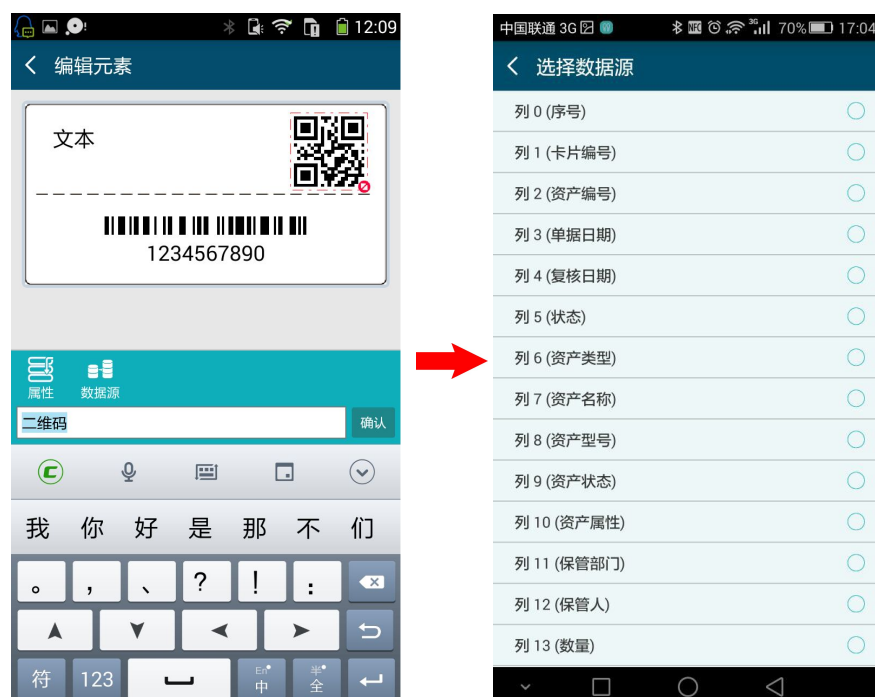 12:09
编辑元素
文本
1234567890
属性 数据源
二维码 确认
我 你 好 是 那 不 们
。 , 、 ? ! :
符 123 En 中 半 全
中国联通 3G NFC 3G 70% 17:04
选择数据源
列 0 (序号)
列 1 (卡片编号)
列 2 (资产编号)
列 3 (单据日期)
列 4 (复核日期)
列 5 (状态)
列 6 (资产类型)
列 7 (资产名称)
列 8 (资产型号)
列 9 (资产状态)
列 10 (资产属性)
列 11 (保管部门)
列 12 (保管人)
列 13 (数量)